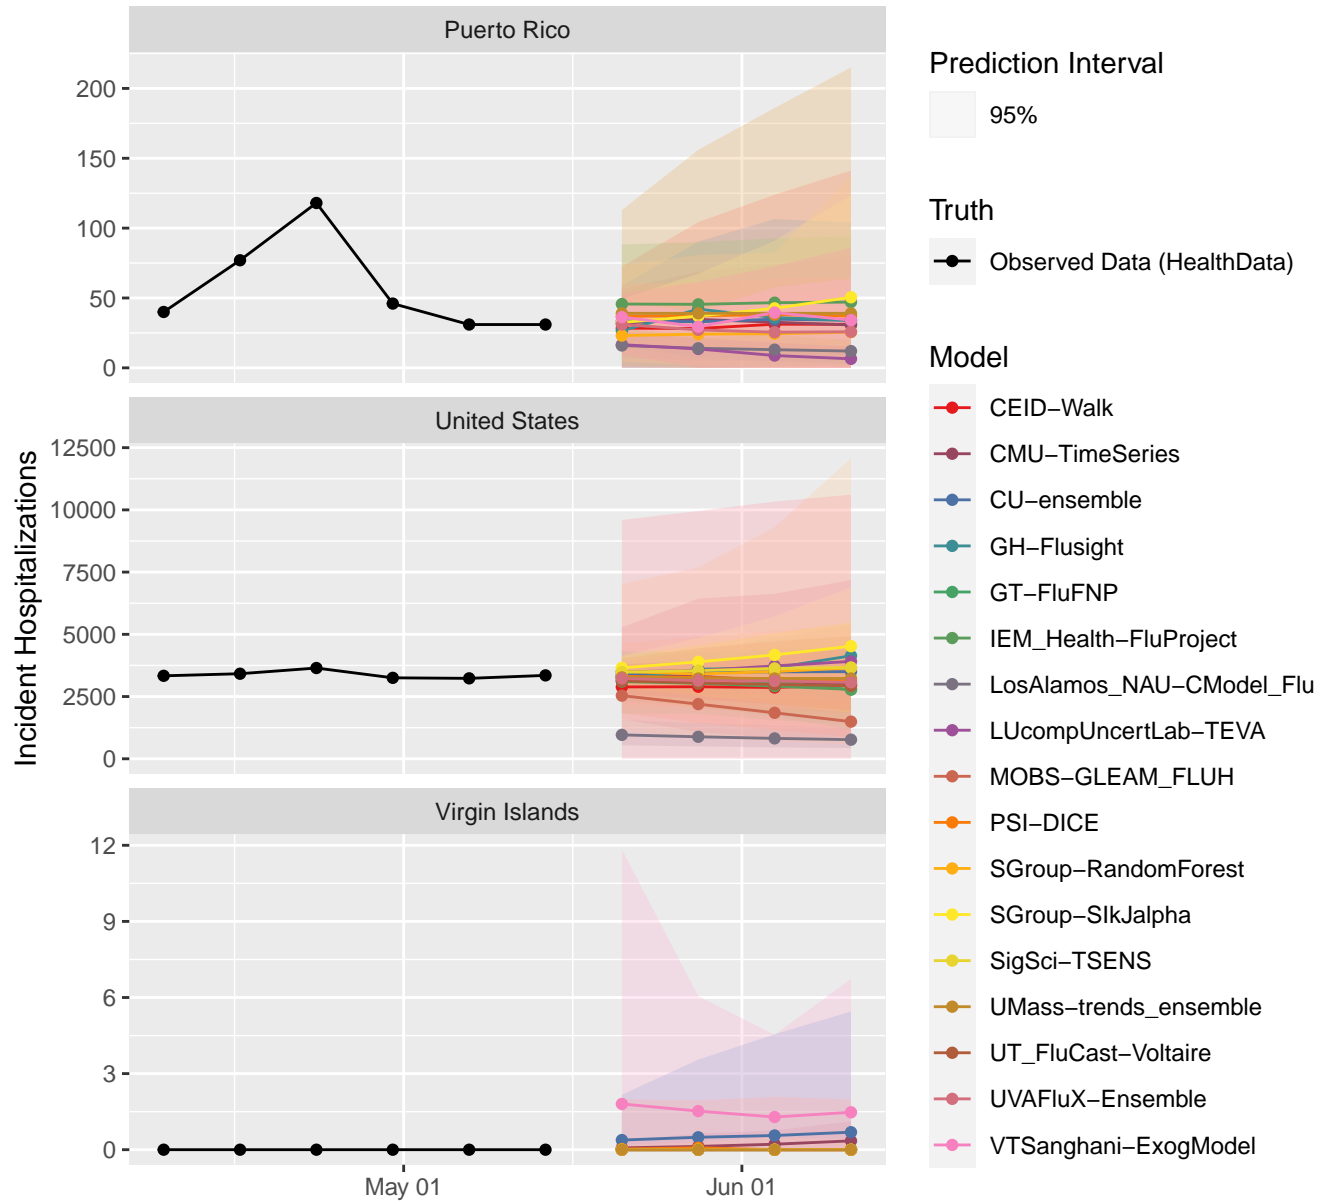 Puerto Rico
200
150
100
50
0
United States
12500
10000
7500
5000
2500
0
Virgin Islands
12
9
6
3
0
May 01
Jun 01
Incident Hospitalizations
Prediction Interval
95%
Truth
Observed Data (HealthData)
Model
CEID−Walk
CMU−TimeSeries
CU−ensemble
GH−Flusight
GT−FluFNP
IEM_Health−FluProject
LosAlamos_NAU−CModel_Flu
LUcompUncertLab−TEVA
MOBS−GLEAM_FLUH
PSI−DICE
SGroup−RandomForest
SGroup−SIkJalpha
SigSci−TSENS
UMass−trends_ensemble
UT_FluCast−Voltaire
UVAFluX−Ensemble
VTSanghani−ExogModel